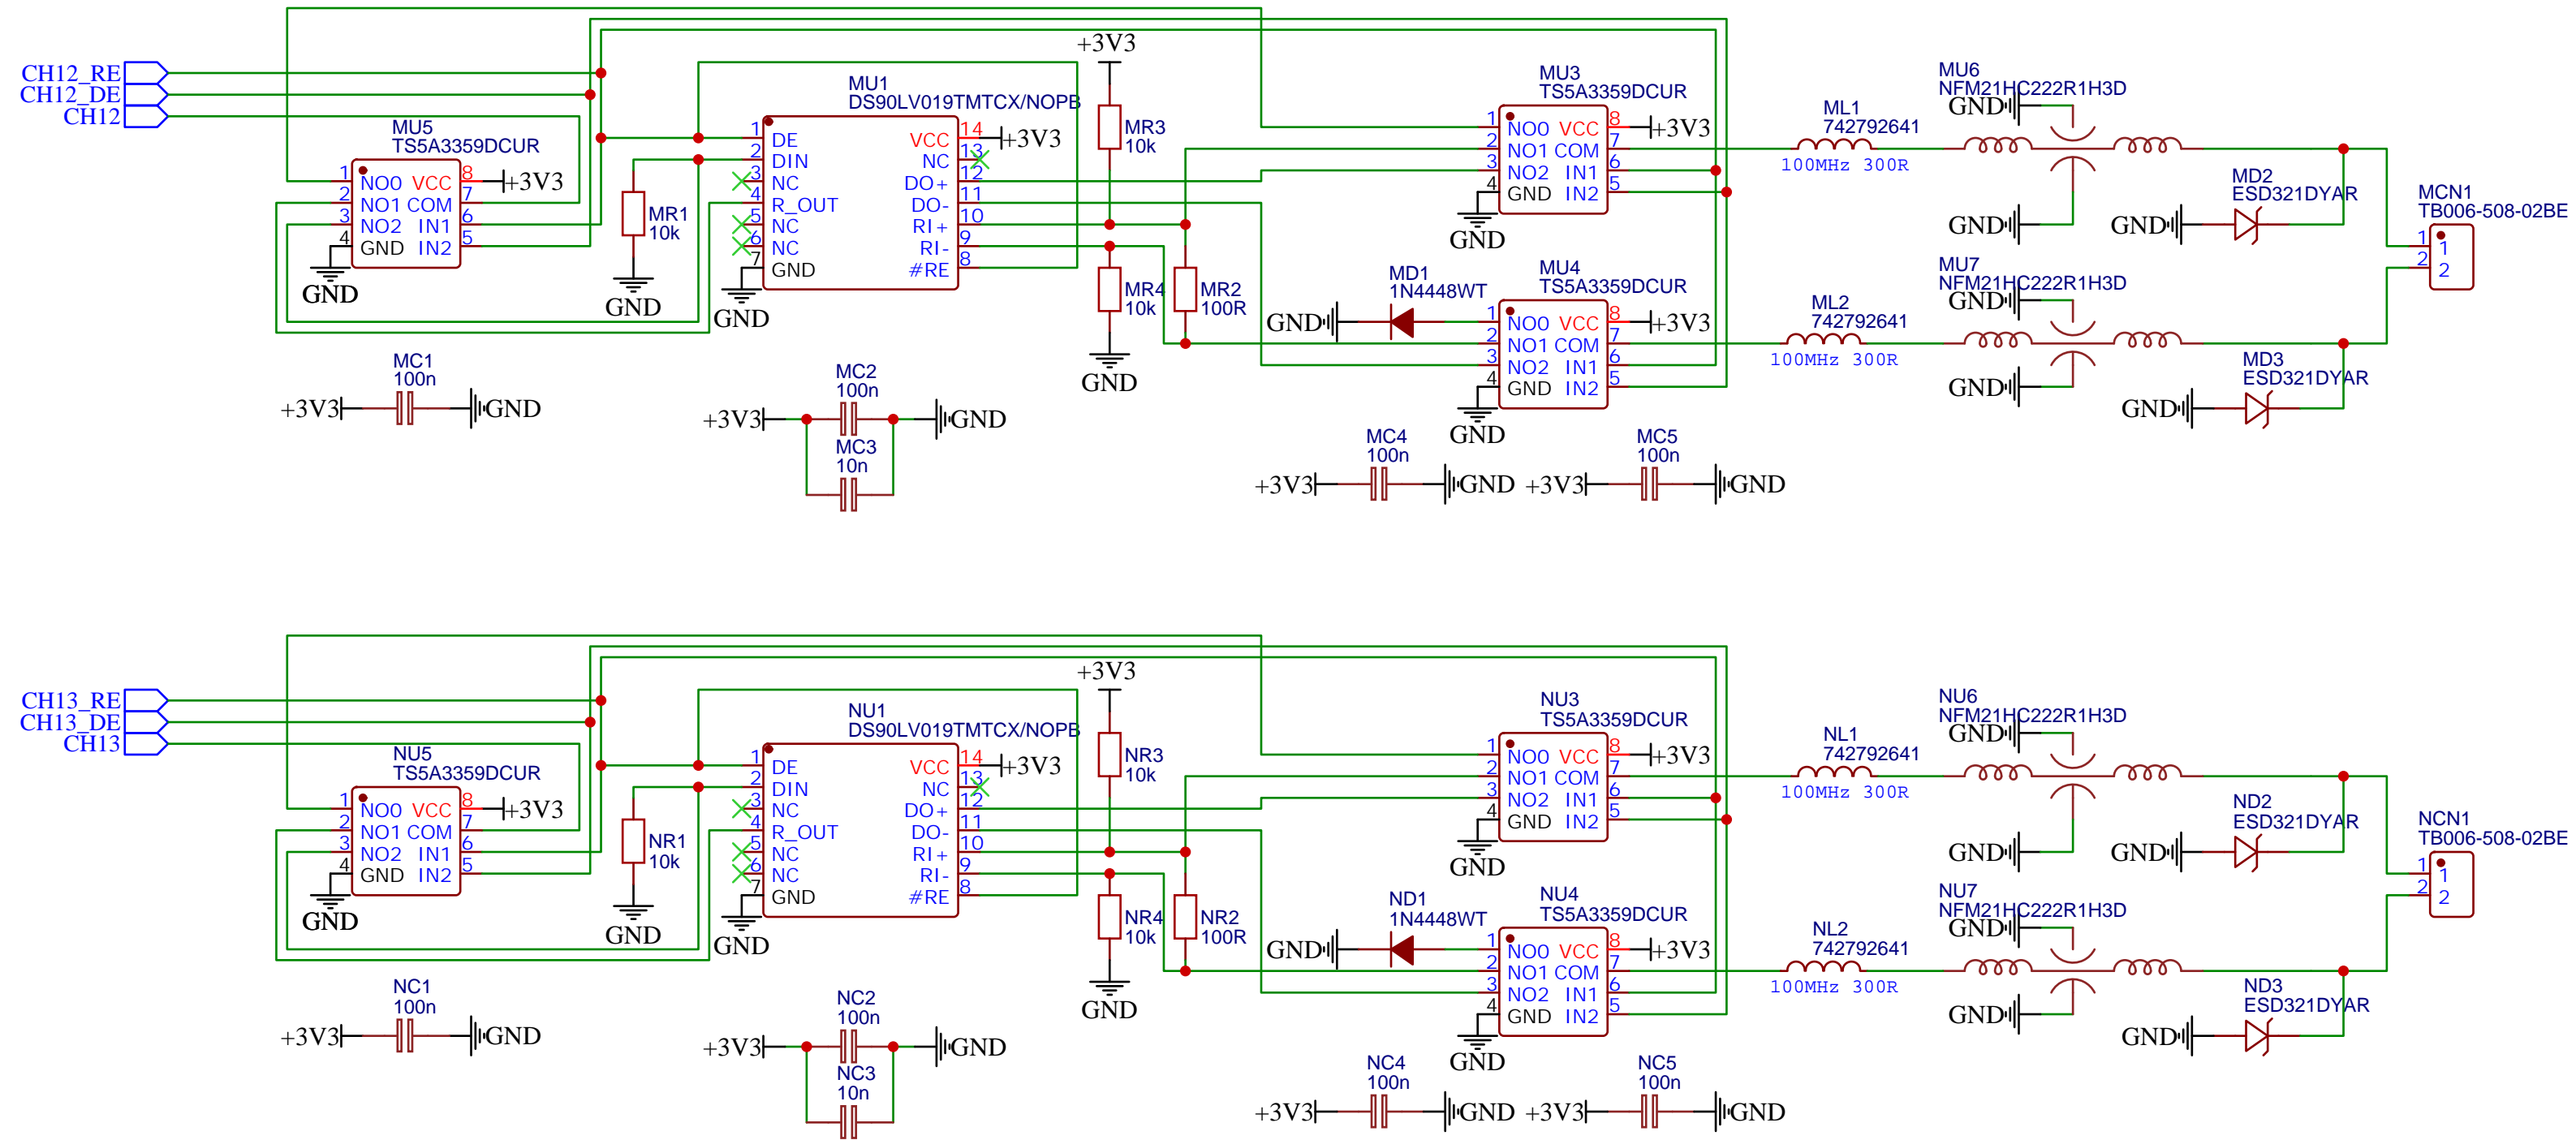 CH12_RE
CH12_DE
CH12
MU5
TS5A3359DCUR
1 NO0 VCC 8 +3V3
2 NO1 COM 7
3 NO2 IN1 6
4 GND IN2 5
GND
MR1
10k
GND
MU1
DS90LV019TMTCX/NOPB
1 DE VCC 14 +3V3
2 DIN NC 13
3 NC DO+ 12
4 R_OUT DO- 11
5 NC RI+ 10
6 NC RI- 9
7 GND #RE 8
GND
+3V3
MR3
10k
MR4
10k
GND
MR2
100R
MU3
TS5A3359DCUR
1 NO0 VCC 8 +3V3
2 NO1 COM 7
3 NO2 IN1 6
4 GND IN2 5
GND
MD1
1N4448WT
GND
MU4
TS5A3359DCUR
1 NO0 VCC 8 +3V3
2 NO1 COM 7
3 NO2 IN1 6
4 GND IN2 5
GND
ML1
742792641
100MHz 300R
ML2
742792641
100MHz 300R
MU6
NFM21HC222R1H3D
GND
GND
MU7
NFM21HC222R1H3D
GND
GND
MD2
ESD321DYAR
GND
MD3
ESD321DYAR
GND
MCN1
TB006-508-02BE
1 1
2 2
MC1
100n
+3V3 GND
MC2
100n
+3V3 GND
MC3
10n
MC4
100n
+3V3 GND
MC5
100n
+3V3 GND
CH13_RE
CH13_DE
CH13
NU5
TS5A3359DCUR
1 NO0 VCC 8 +3V3
2 NO1 COM 7
3 NO2 IN1 6
4 GND IN2 5
GND
NR1
10k
GND
NU1
DS90LV019TMTCX/NOPB
1 DE VCC 14 +3V3
2 DIN NC 13
3 NC DO+ 12
4 R_OUT DO- 11
5 NC RI+ 10
6 NC RI- 9
7 GND #RE 8
GND
+3V3
NR3
10k
NR4
10k
GND
NR2
100R
NU3
TS5A3359DCUR
1 NO0 VCC 8 +3V3
2 NO1 COM 7
3 NO2 IN1 6
4 GND IN2 5
GND
ND1
1N4448WT
GND
NU4
TS5A3359DCUR
1 NO0 VCC 8 +3V3
2 NO1 COM 7
3 NO2 IN1 6
4 GND IN2 5
GND
NL1
742792641
100MHz 300R
NL2
742792641
100MHz 300R
NU6
NFM21HC222R1H3D
GND
GND
NU7
NFM21HC222R1H3D
GND
GND
ND2
ESD321DYAR
GND
ND3
ESD321DYAR
GND
NCN1
TB006-508-02BE
1 1
2 2
NC1
100n
+3V3 GND
NC2
100n
+3V3 GND
NC3
10n
NC4
100n
+3V3 GND
NC5
100n
+3V3 GND